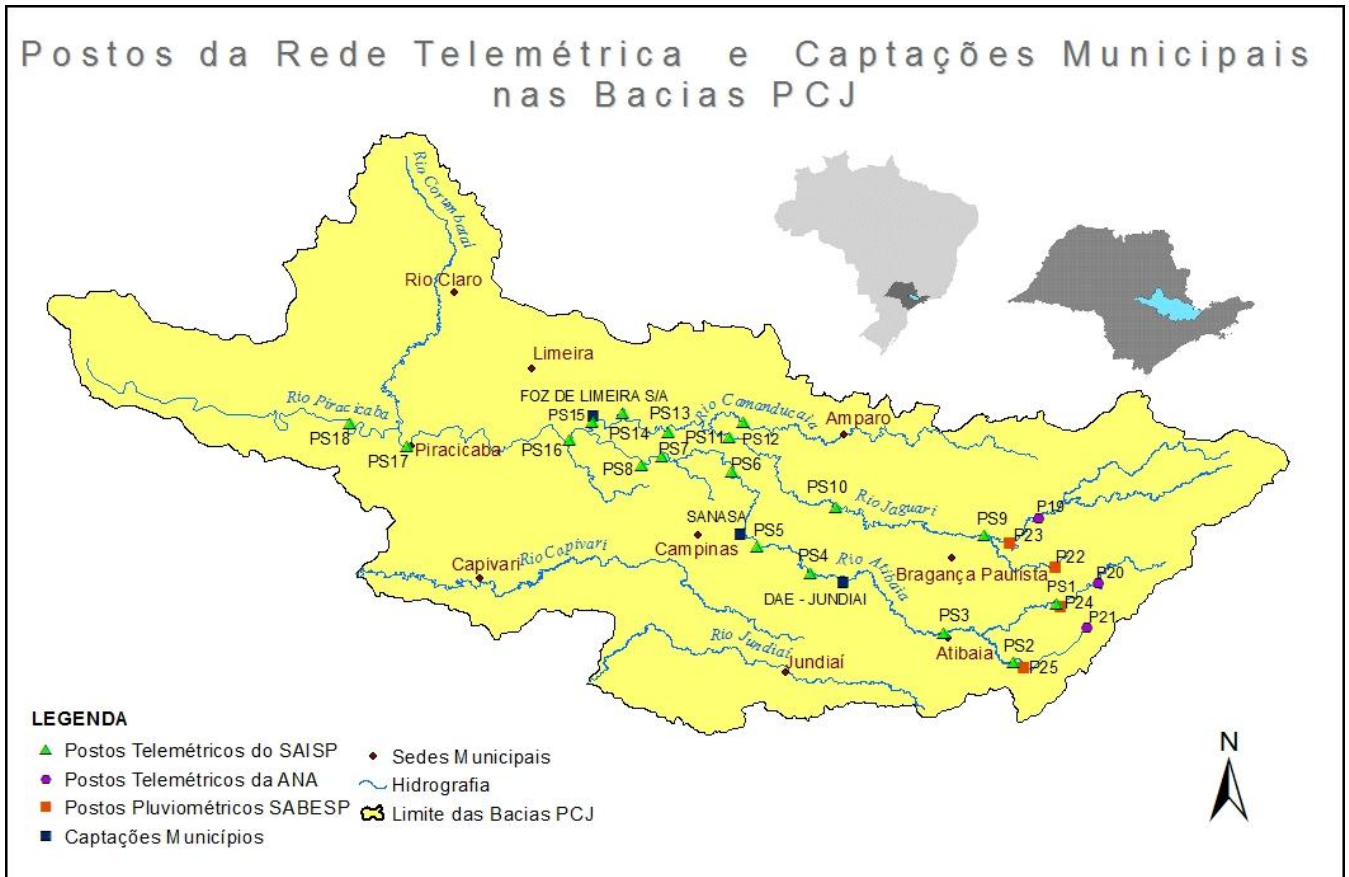 Postos da Rede Telemétrica e Captações Municipais
nas Bacias PCJ
Rio Corumbataí
Rio Claro
Limeira
FOZ DE LIMEIRA S/A
Rio Piracicaba
PS18
PS17
Piracicaba
PS16
PS15
PS14
PS13
Rio Camanducaia
Amparo
PS11
PS12
PS8
PS7
PS6
PS10
Rio Jaguari
PS9
P19
P23
SANASA
PS5
Campinas
PS4
Rio Atibaia
Bragança Paulista
P22
P20
PS1
P24
P21
Capivari
Rio Capivari
DAE - JUNDIAI
PS3
Atibaia
PS2
P25
Rio Jundiaí
Jundiaí
LEGENDA
Postos Telemétricos do SAISP
Postos Telemétricos da ANA
Postos Pluviométricos SABESP
Captações Municípios
Sedes Municipais
Hidrografia
Limite das Bacias PCJ
N